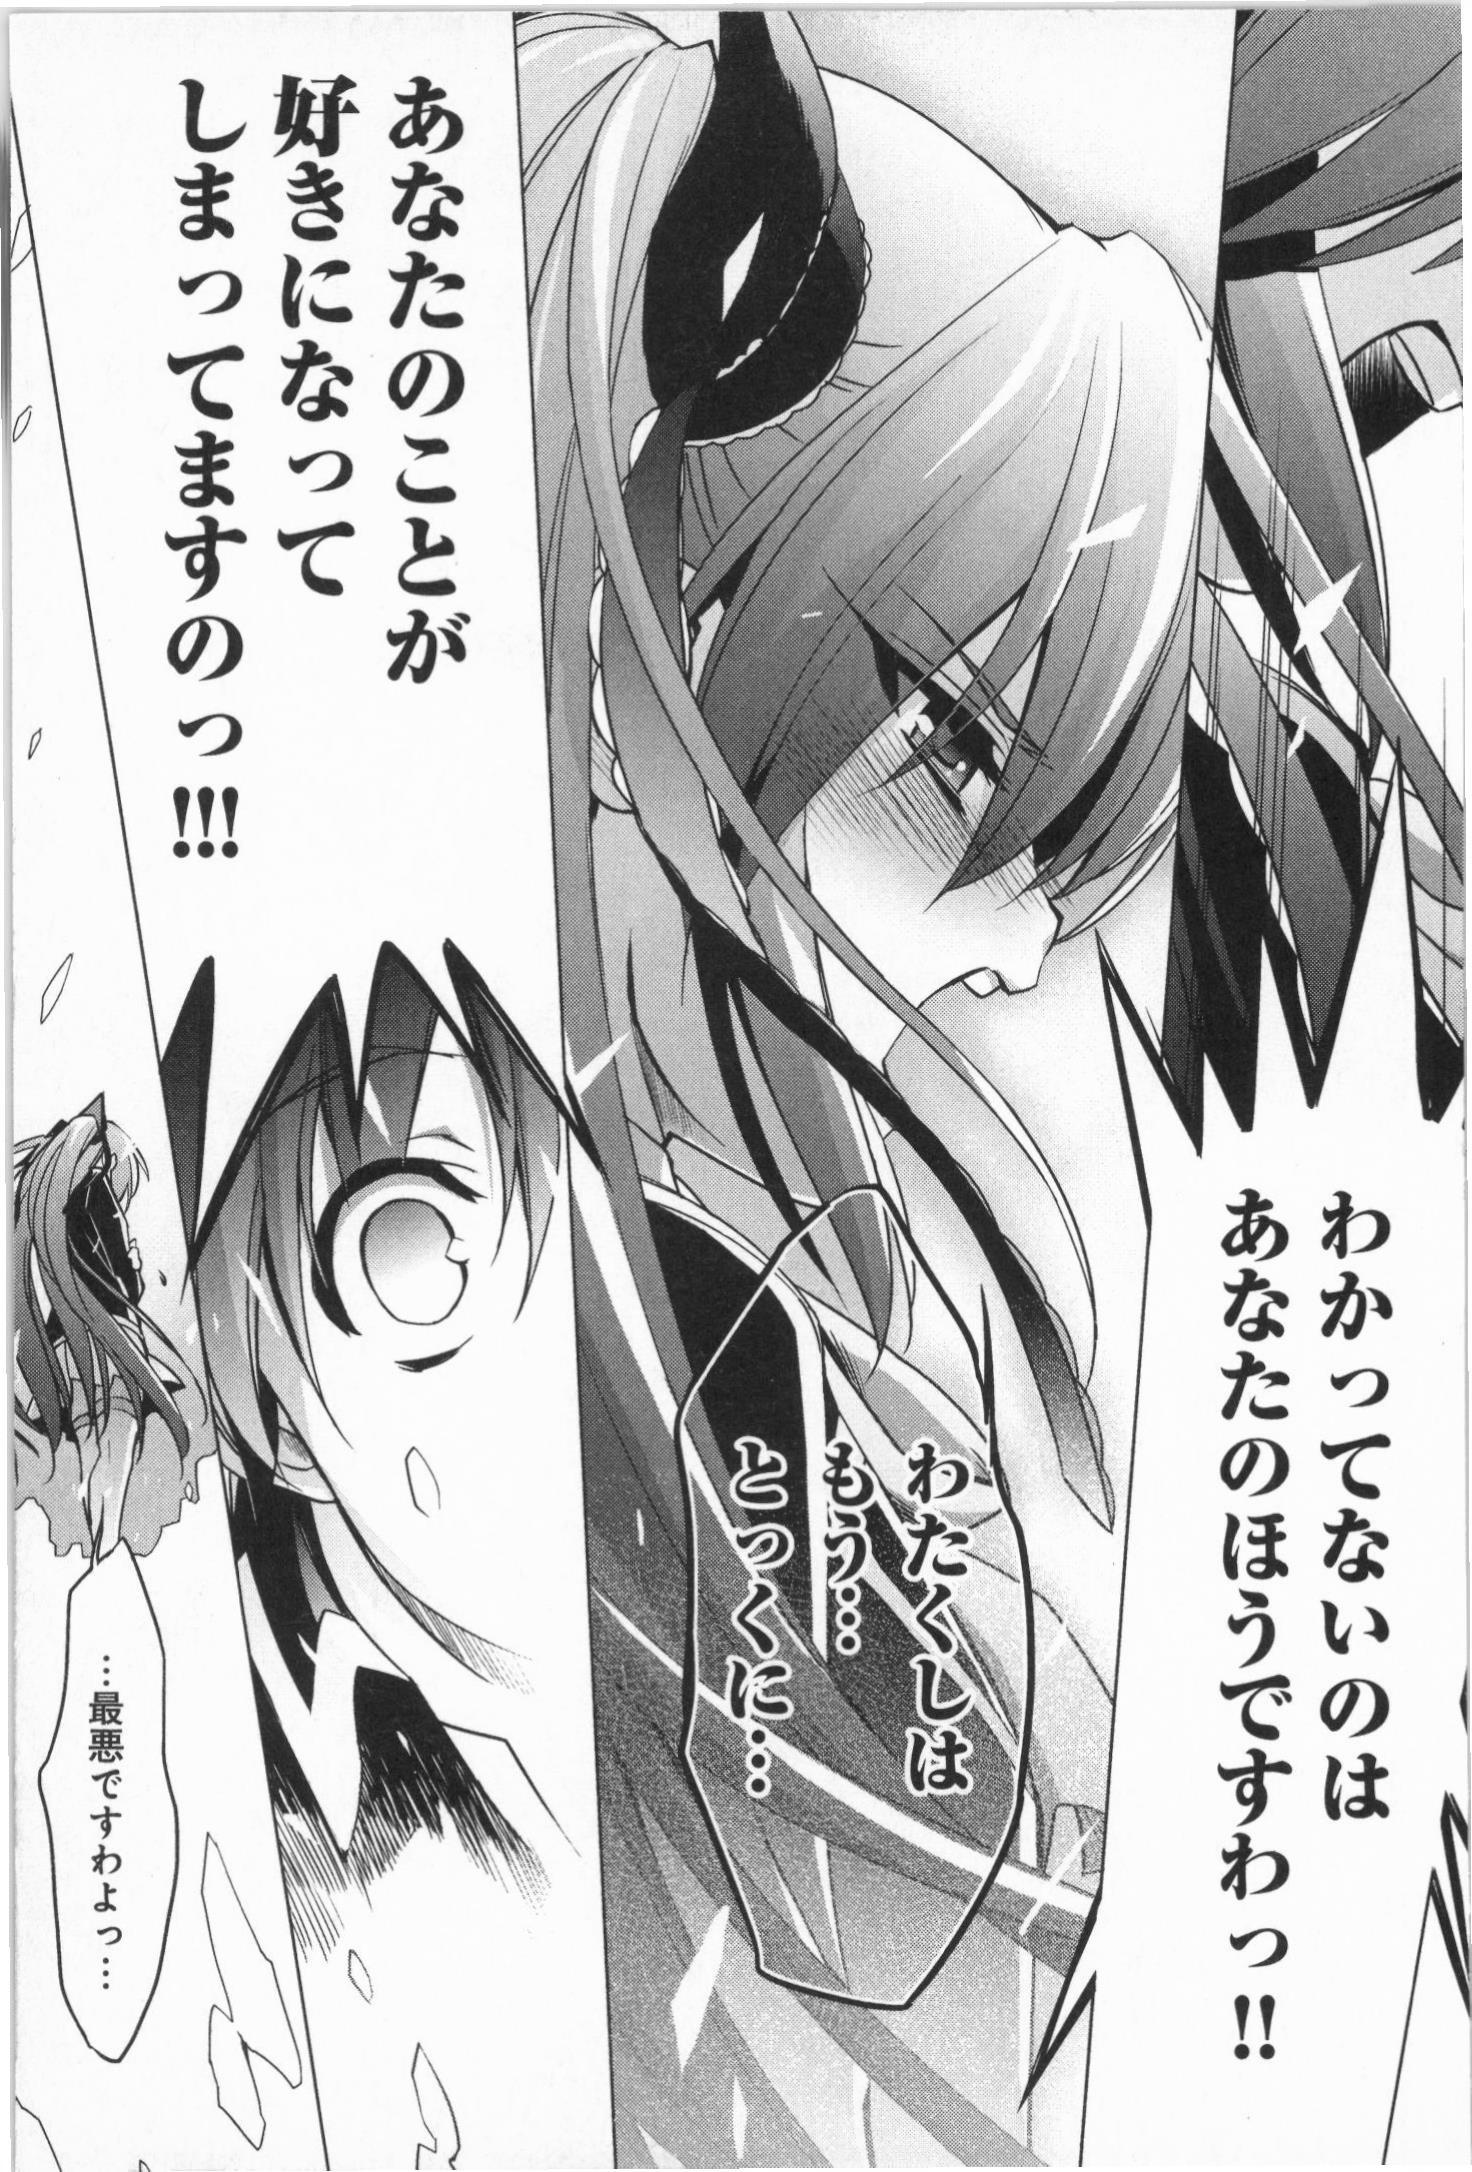 わかってないのは
あなたのほうですわっ!!
わたくしは
もう…
とっくに…
あなたのことが
好きになって
しまってますのっ!!!
…最悪ですわよっ…